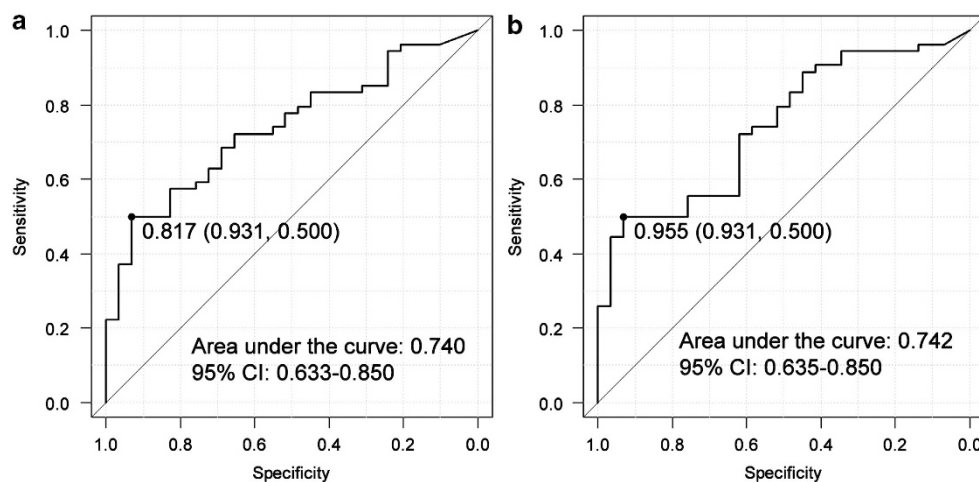 a
1.0
0.8
0.6
0.4
0.2
0.0
Sensitivity
0.817 (0.931, 0.500)
Area under the curve: 0.740
95% CI: 0.633-0.850
1.0
0.8
0.6
0.4
0.2
0.0
Specificity
b
1.0
0.8
0.6
0.4
0.2
0.0
Sensitivity
0.955 (0.931, 0.500)
Area under the curve: 0.742
95% CI: 0.635-0.850
1.0
0.8
0.6
0.4
0.2
0.0
Specificity